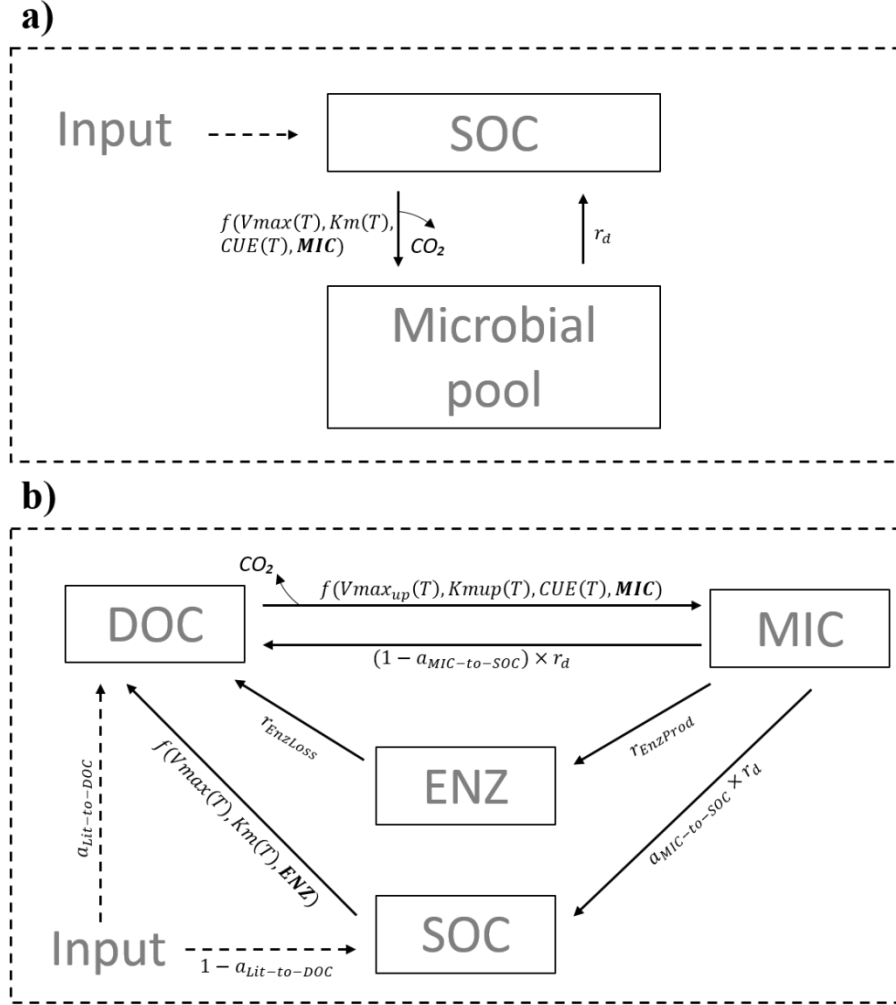 a)
Input
SOC
f(Vmax(T), Km(T),
CUE(T), MIC)
CO₂
r_d
Microbial
pool
b)
CO₂
f(Vmax_up(T), Kmup(T), CUE(T), MIC)
DOC
MIC
(1 − a_MIC−to−SOC) × r_d
r_EnzLoss
r_EnzProd
ENZ
a_Lit−to−DOC
f(Vmax(T), Km(T), ENZ)
a_MIC−to−SOC × r_d
SOC
Input
1 − a_Lit−to−DOC